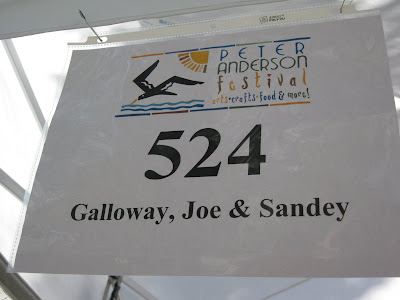 PETER
ANDERSON
festival
arts·crafts·food & more!
524
Galloway, Joe & Sandey